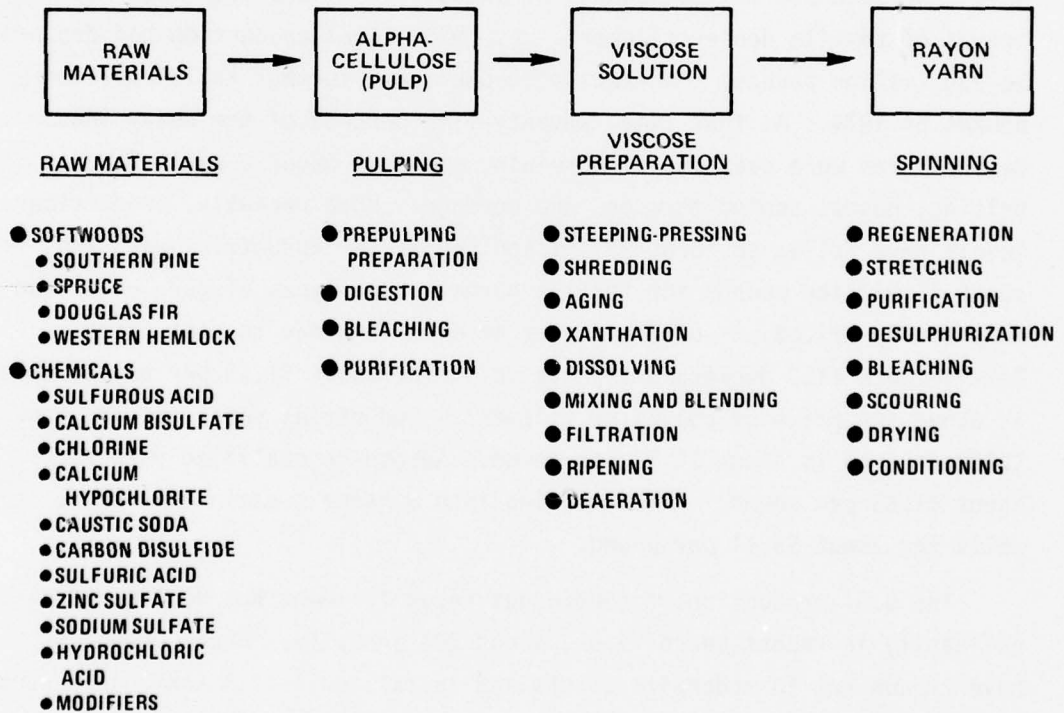 RAW
MATERIALS
ALPHA-
CELLULOSE
(PULP)
VISCOSE
SOLUTION
RAYON
YARN
RAW MATERIALS
● SOFTWOODS
● SOUTHERN PINE
● SPRUCE
● DOUGLAS FIR
● WESTERN HEMLOCK
● CHEMICALS
● SULFUROUS ACID
● CALCIUM BISULFATE
● CHLORINE
● CALCIUM
HYPOCHLORITE
● CAUSTIC SODA
● CARBON DISULFIDE
● SULFURIC ACID
● ZINC SULFATE
● SODIUM SULFATE
● HYDROCHLORIC
ACID
● MODIFIERS
PULPING
● PREPULPING
PREPARATION
● DIGESTION
● BLEACHING
● PURIFICATION
VISCOSE
PREPARATION
● STEEPING-PRESSING
● SHREDDING
● AGING
● XANTHATION
● DISSOLVING
● MIXING AND BLENDING
● FILTRATION
● RIPENING
● DEAERATION
SPINNING
● REGENERATION
● STRETCHING
● PURIFICATION
● DESULPHURIZATION
● BLEACHING
● SCOURING
● DRYING
● CONDITIONING